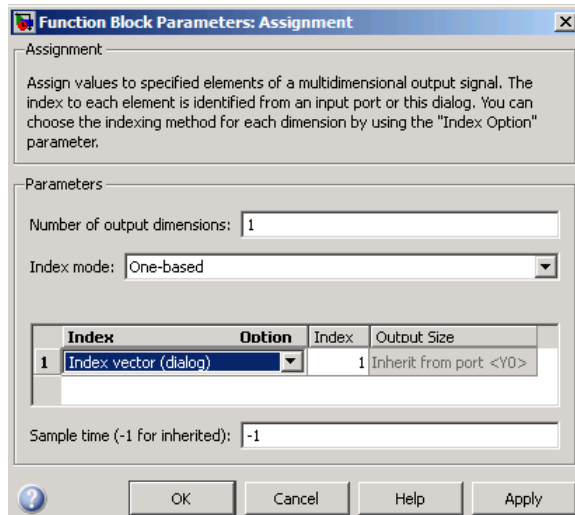 Function Block Parameters: Assignment
Assignment
Assign values to specified elements of a multidimensional output signal. The
index to each element is identified from an input port or this dialog. You can
choose the indexing method for each dimension by using the "Index Option"
parameter.
Parameters
Number of output dimensions: 1
Index mode: One-based
Index Option Index Output Size
1 Index vector (dialog) 1 Inherit from port <Y0>
Sample time (-1 for inherited): -1
OK Cancel Help Apply